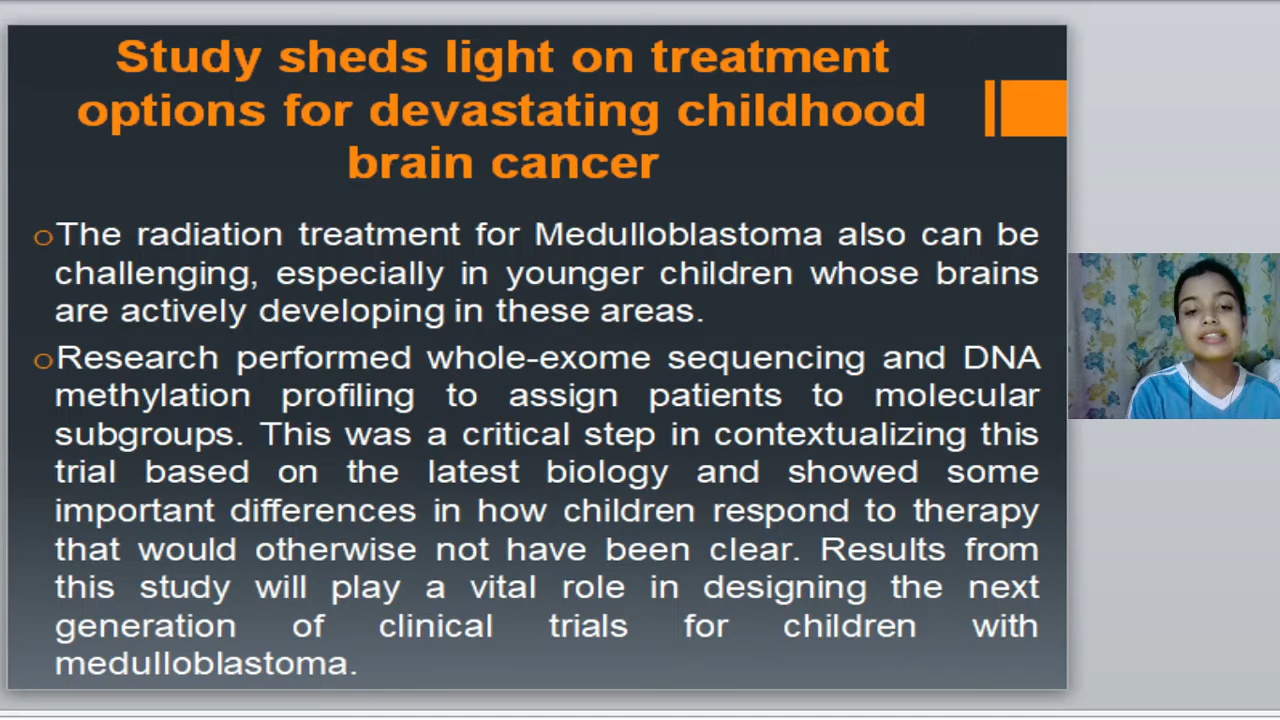 Study sheds light on treatment
options for devastating childhood
brain cancer
The radiation treatment for Medulloblastoma also can be
challenging, especially in younger children whose brains
are actively developing in these areas.
Research performed whole-exome sequencing and DNA
methylation profiling to assign patients to molecular
subgroups. This was a critical step in contextualizing this
trial based on the latest biology and showed some
important differences in how children respond to therapy
that would otherwise not have been clear. Results from
this study will play a vital role in designing the next
generation of clinical trials for children with
medulloblastoma.